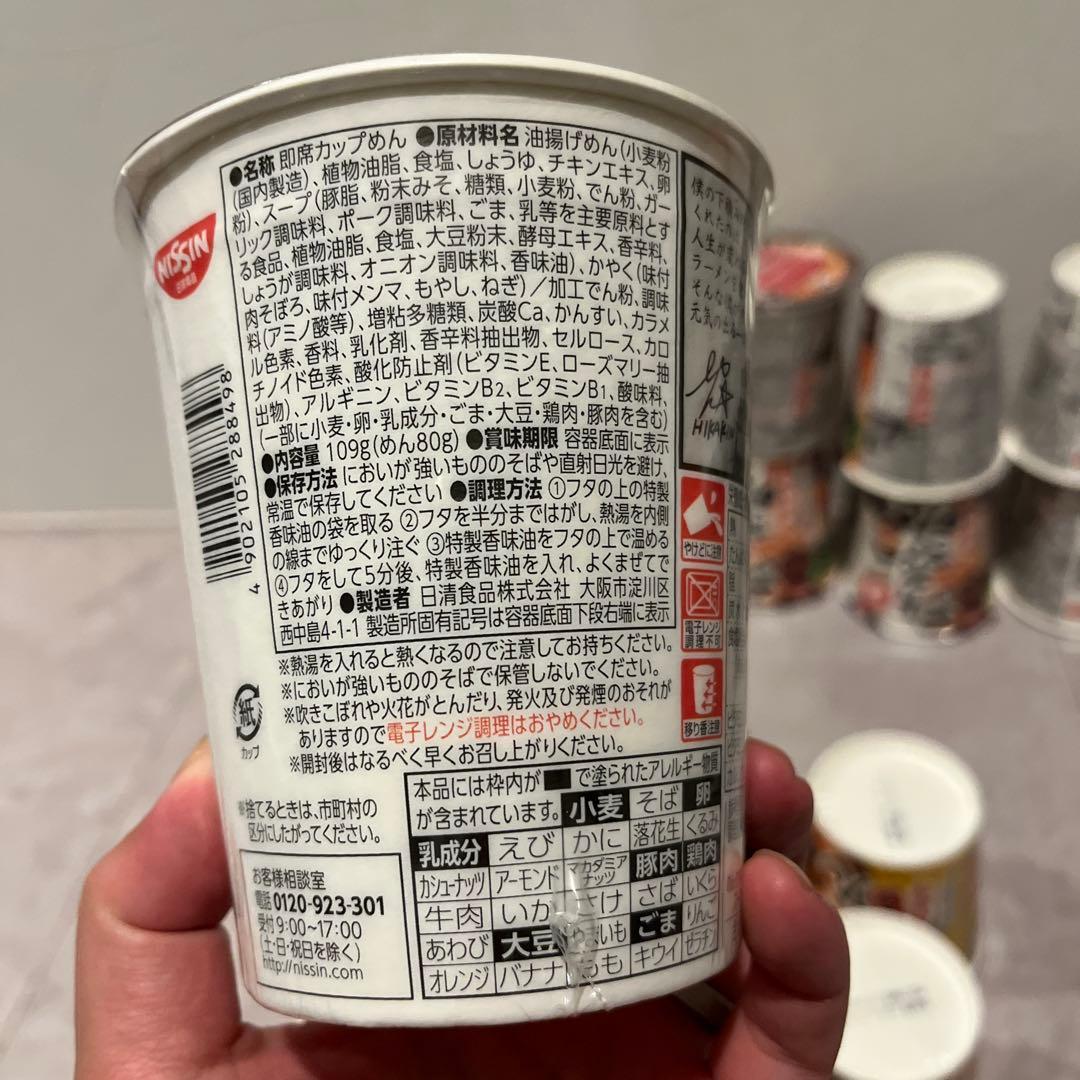 ●名称 即席カップめん ●原材料名 油揚げめん(小麦粉
(国内製造)、植物油脂、食塩、しょうゆ、チキンエキス、卵
粉)、スープ(豚脂、粉末みそ、糖類、小麦粉、でん粉、ガー
リック調味料、ポーク調味料、ごま、乳等を主要原料とす
る食品、植物油脂、食塩、大豆粉末、酵母エキス、香辛料、
しょうが調味料、オニオン調味料、香味油)、かやく(味付
肉そぼろ、味付メンマ、もやし、ねぎ)/加工でん粉、調味
料(アミノ酸等)、増粘多糖類、炭酸Ca、かんすい、カラメ
ル色素、香料、乳化剤、香辛料抽出物、セルロース、カロ
チノイド色素、酸化防止剤(ビタミンE、ローズマリー抽
出物)、アルギニン、ビタミンB2、ビタミンB1、酸味料、
(一部に小麦・卵・乳成分・ごま・大豆・鶏肉・豚肉を含む)
●内容量 109g(めん80g) ●賞味期限 容器底面に表示
●保存方法 においが強いもののそばや直射日光を避け、
常温で保存してください ●調理方法 ①フタの上の特製
香味油の袋を取る ②フタを半分まではがし、熱湯を内側
の線までゆっくり注ぐ ③特製香味油をフタの上で温める
④フタをして5分後、特製香味油を入れ、よくまぜてで
きあがり ●製造者 日清食品株式会社 大阪市淀川区
西中島4-1-1 製造所固有記号は容器底面下段右端に表示
※熱湯を入れると熱くなるので注意してお持ちください。
※においが強いもののそばで保管しないでください。
※吹きこぼれや火花がとんだり、発火及び発煙のおそれが
ありますので電子レンジ調理はおやめください。
※開封後はなるべく早くお召し上がりください。
NISSIN
日清食品
4 902105 288498
紙
カップ
※捨てるときは、市町村の
区分にしたがってください。
お客様相談室
電話 0120-923-301
受付 9:00~17:00
(土・日・祝日を除く)
http://nissin.com
本品には枠内が■で塗られたアレルギー物質
が含まれています。 小麦 そば 卵
乳成分 えび かに 落花生 くるみ
カシューナッツ アーモンド マカダミアナッツ 豚肉 鶏肉
牛肉 いか さけ さば いくら
あわび 大豆 やまいも ごま りんご
オレンジ バナナ もも キウイ ゼラチン
やけどに注意
電子レンジ
調理不可
移り香注意
僕の下
くれた
人生が
ラーメン
そんな
元気の出
HIKAKIN